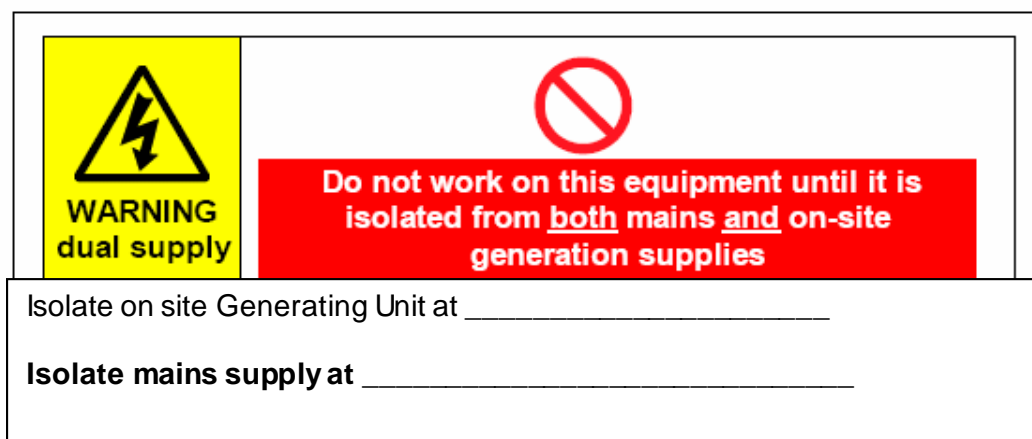 WARNING
dual supply
Do not work on this equipment until it is
isolated from both mains and on-site
generation supplies
Isolate on site Generating Unit at ______________________
Isolate mains supply at ______________________________